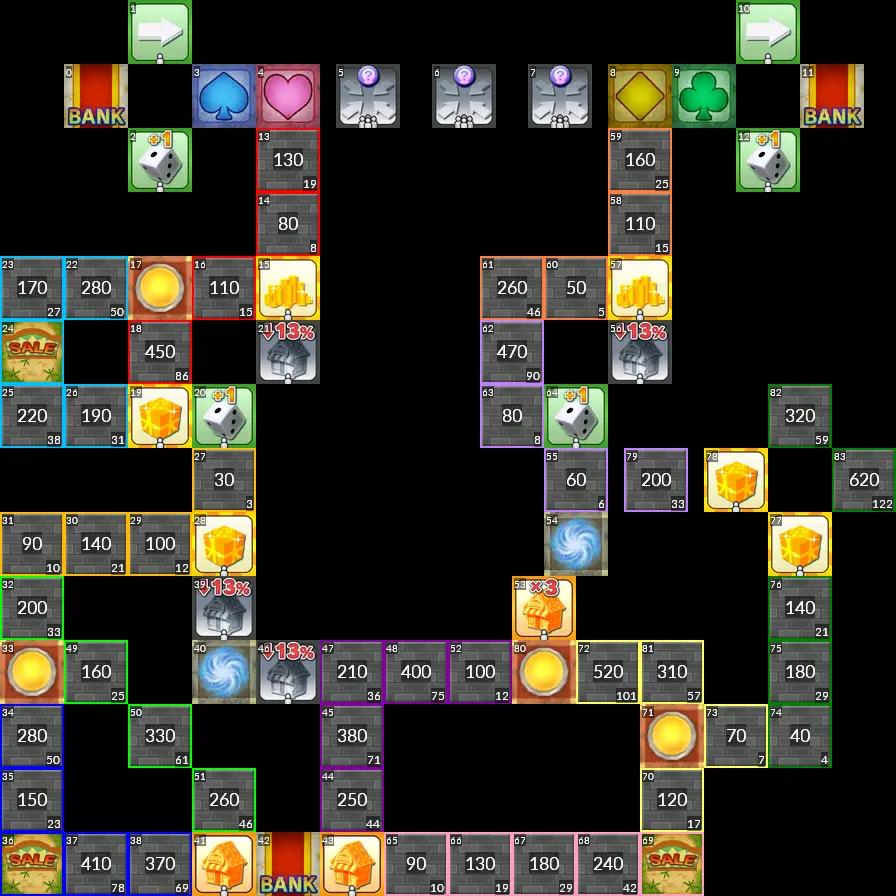 1 10
0 BANK 3 4 5 ? 6 ? 7 ? 8 9 11 BANK
2 +1 13 130 19 59 160 25 12 +1
14 80 8 58 110 15
23 170 27 22 280 50 17 16 110 15 15 61 260 46 60 50 5 57
24 SALE 18 450 86 21 13% 62 470 90 56 13%
25 220 38 26 190 31 19 20 +1 63 80 8 64 +1 82 320 59
27 30 3 55 60 6 79 200 33 78 83 620 122
31 90 10 30 140 21 29 100 12 28 54 77
32 200 33 39 13% 53 ×3 76 140 21
33 49 160 25 40 46 13% 47 210 36 48 400 75 52 100 12 80 72 520 101 81 310 57 75 180 29
34 280 50 50 330 61 45 380 71 71 73 70 7 74 40 4
35 150 23 51 260 46 44 250 44 70 120 17
36 SALE 37 410 78 38 370 69 41 42 BANK 43 65 90 10 66 130 19 67 180 29 68 240 42 69 SALE